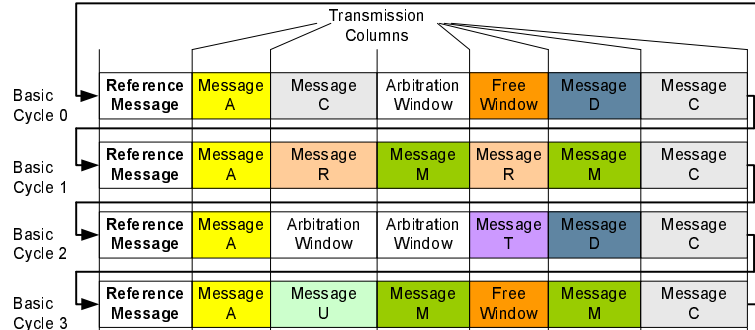 Transmission
Columns
Basic
Cycle 0
Reference
Message
Message
A
Message
C
Arbitration
Window
Free
Window
Message
D
Message
C
Basic
Cycle 1
Reference
Message
Message
A
Message
R
Message
M
Message
R
Message
M
Message
C
Basic
Cycle 2
Reference
Message
Message
A
Arbitration
Window
Arbitration
Window
Message
T
Message
D
Message
C
Basic
Cycle 3
Reference
Message
Message
A
Message
U
Message
M
Free
Window
Message
M
Message
C